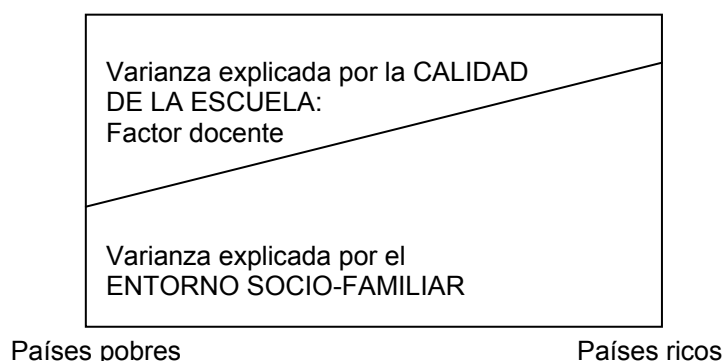 Varianza explicada por la CALIDAD
DE LA ESCUELA:
Factor docente
Varianza explicada por el
ENTORNO SOCIO-FAMILIAR
Países pobres
Países ricos